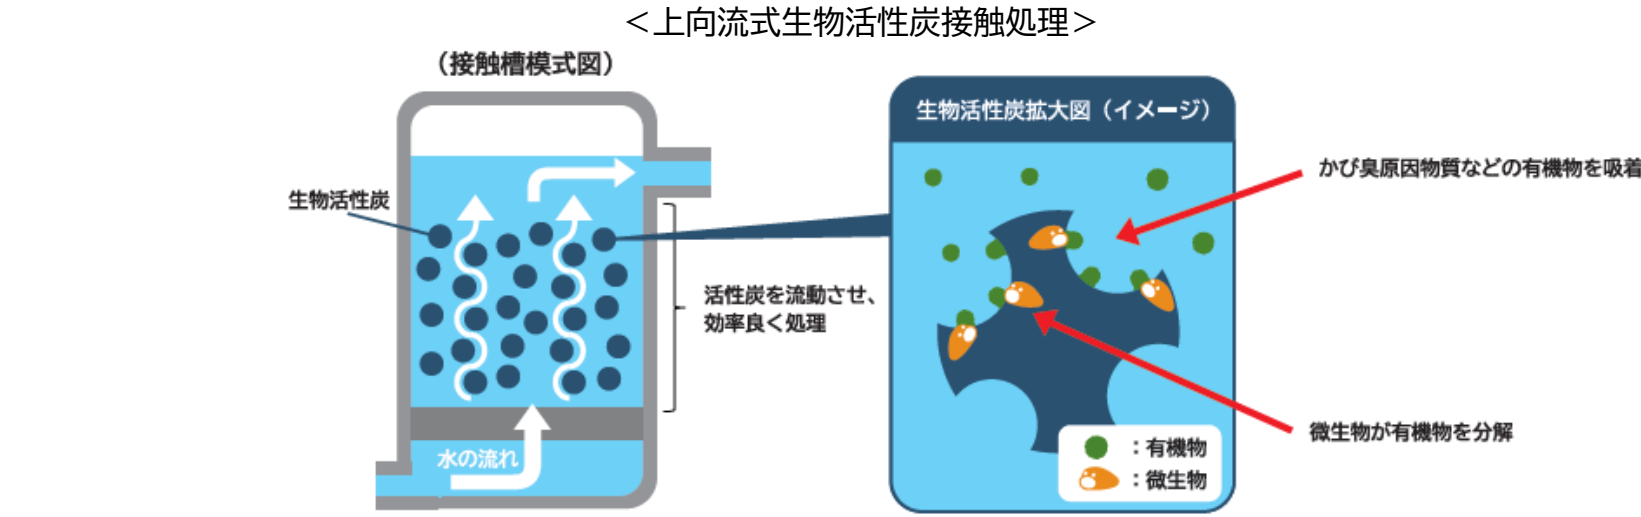 ＜上向流式生物活性炭接触処理＞
（接触槽模式図）
生物活性炭拡大図（イメージ）
かび臭原因物質などの有機物を吸着
生物活性炭
活性炭を流動させ、
効率良く処理
微生物が有機物を分解
水の流れ
：有機物
：微生物